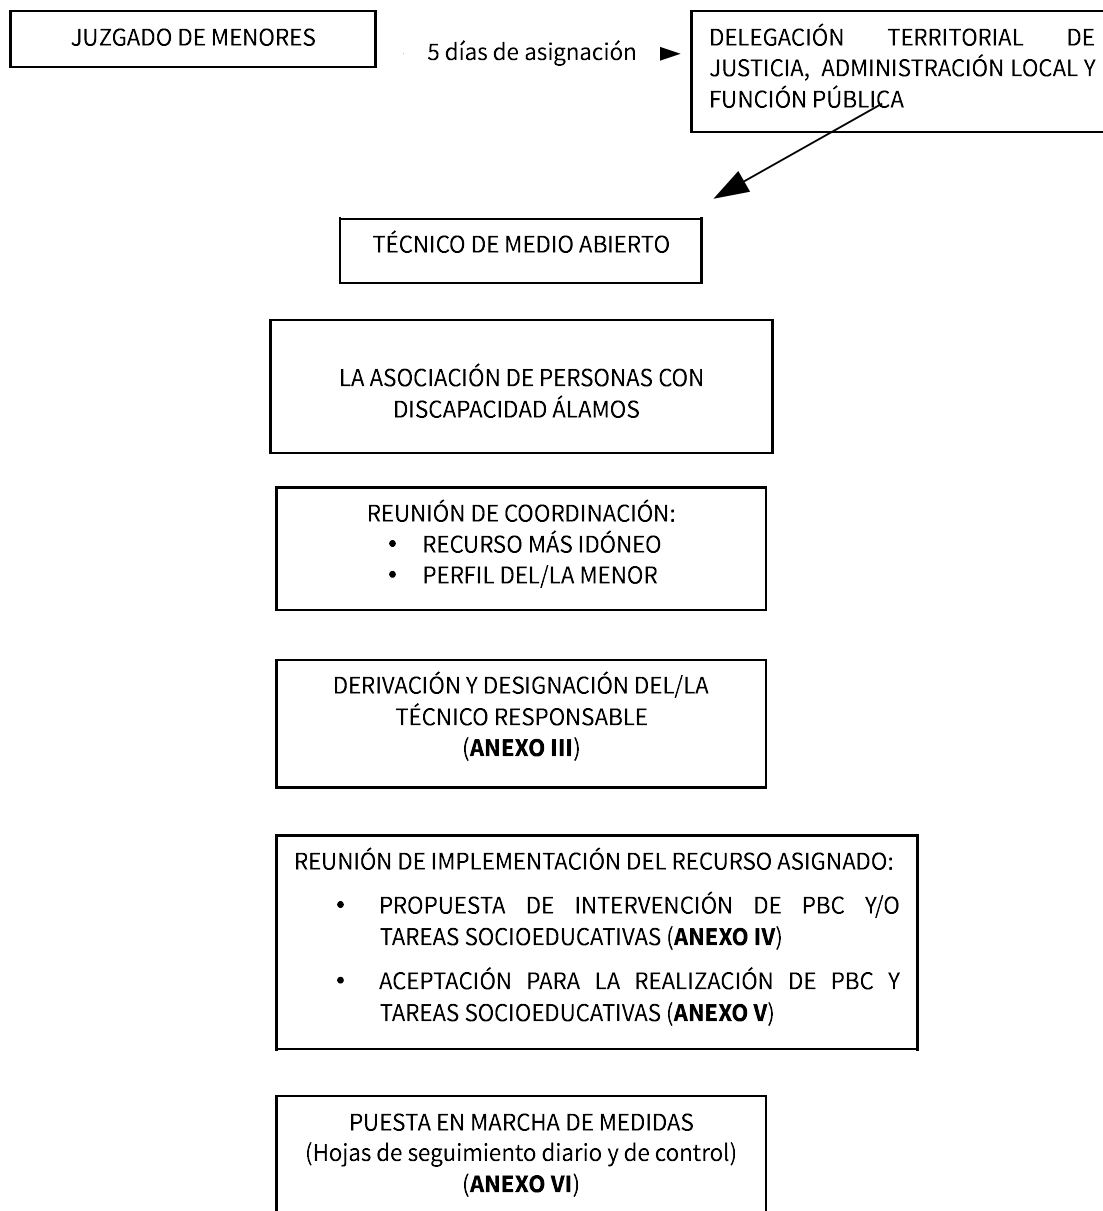 JUZGADO DE MENORES
5 días de asignación
DELEGACIÓN TERRITORIAL DE
JUSTICIA, ADMINISTRACIÓN LOCAL Y
FUNCIÓN PÚBLICA
TÉCNICO DE MEDIO ABIERTO
LA ASOCIACIÓN DE PERSONAS CON
DISCAPACIDAD ÁLAMOS
REUNIÓN DE COORDINACIÓN:
• RECURSO MÁS IDÓNEO
• PERFIL DEL/LA MENOR
DERIVACIÓN Y DESIGNACIÓN DEL/LA
TÉCNICO RESPONSABLE
(ANEXO III)
REUNIÓN DE IMPLEMENTACIÓN DEL RECURSO ASIGNADO:
• PROPUESTA DE INTERVENCIÓN DE PBC Y/O
TAREAS SOCIOEDUCATIVAS (ANEXO IV)
• ACEPTACIÓN PARA LA REALIZACIÓN DE PBC Y
TAREAS SOCIOEDUCATIVAS (ANEXO V)
PUESTA EN MARCHA DE MEDIDAS
(Hojas de seguimiento diario y de control)
(ANEXO VI)